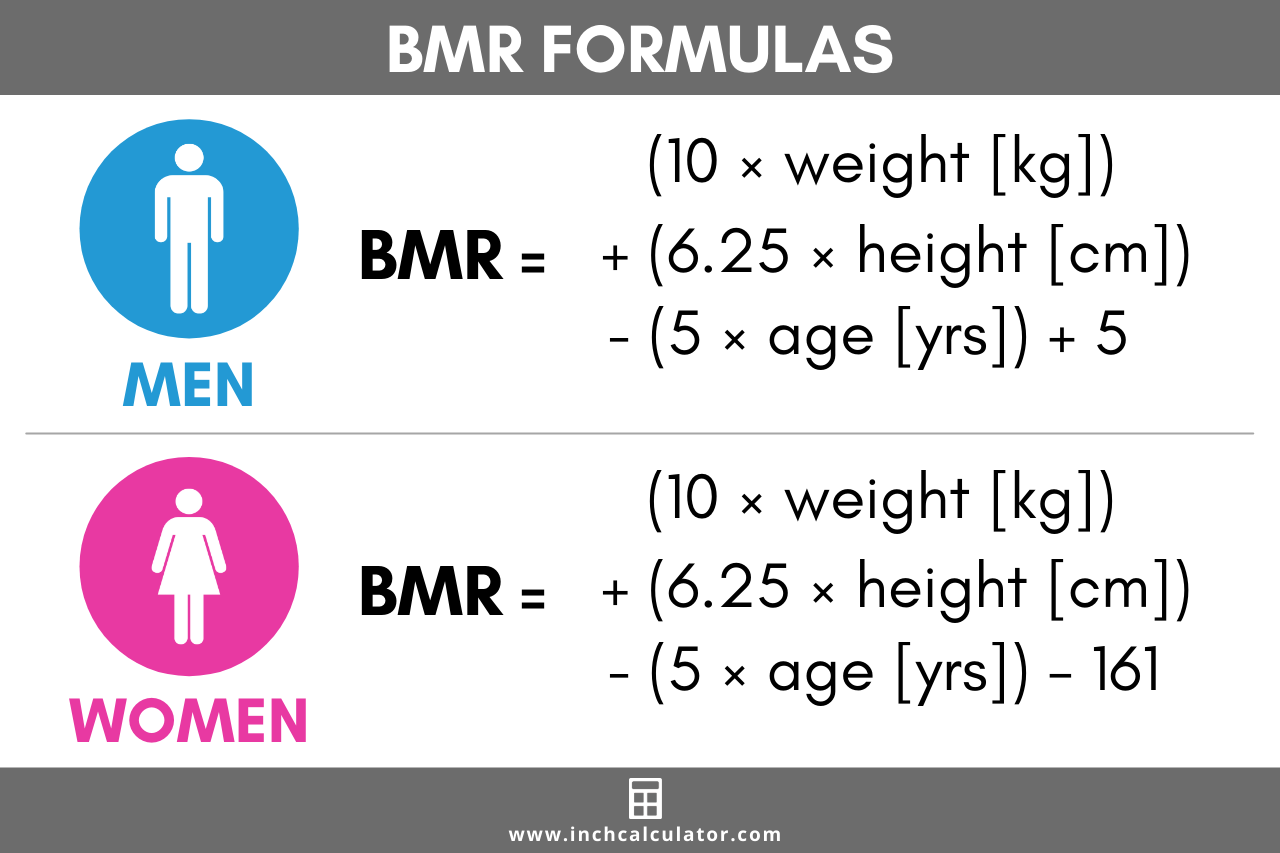 BMR FORMULAS
(10 × weight [kg])
BMR = + (6.25 × height [cm])
- (5 × age [yrs]) + 5
MEN
(10 × weight [kg])
BMR = + (6.25 × height [cm])
- (5 × age [yrs]) – 161
WOMEN
www.inchcalculator.com